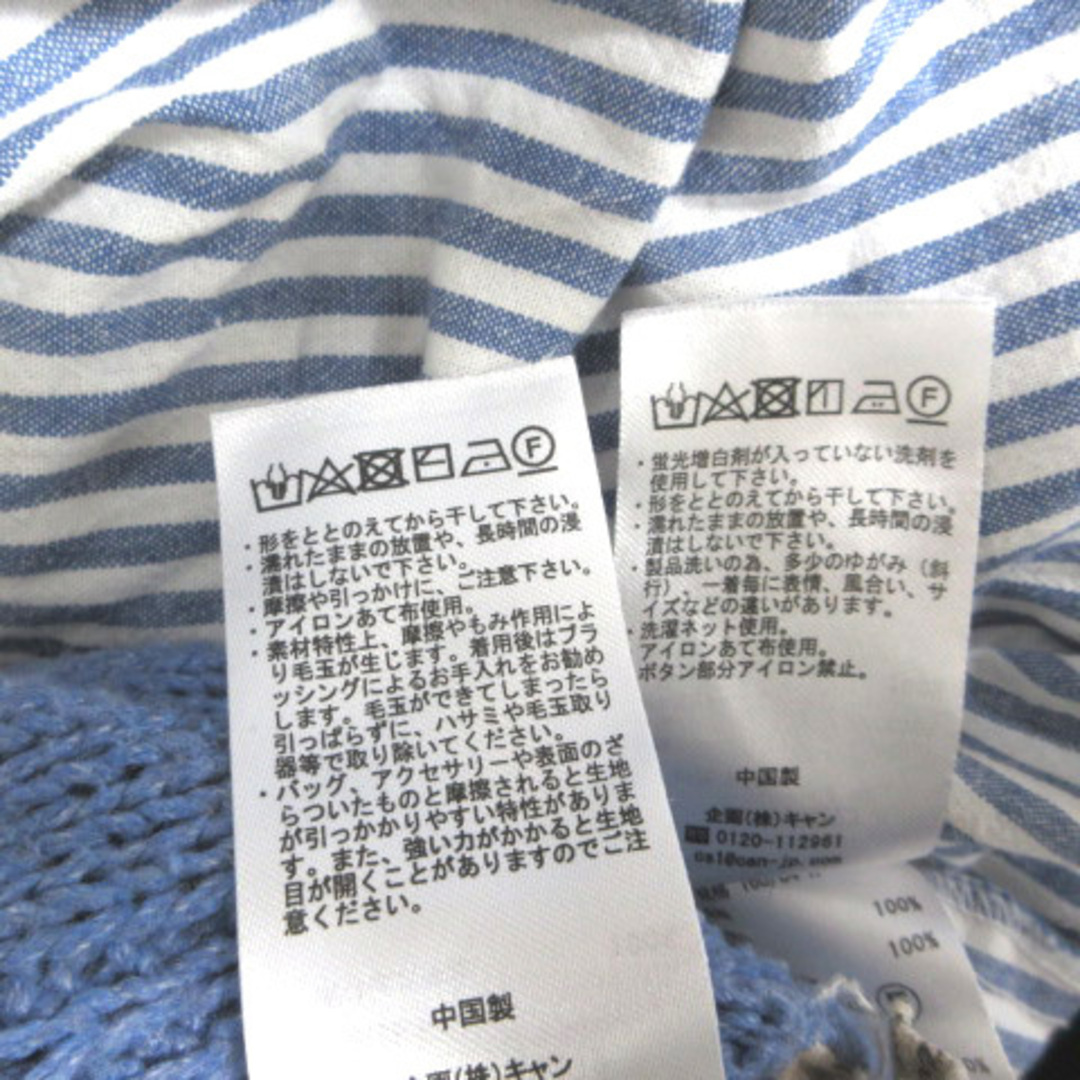 F
・形をととのえてから干して下さい。
・濡れたままの放置や、長時間の浸
漬はしないで下さい。
・摩擦や引っかけに、ご注意下さい。
・アイロンあて布使用。
・素材特性上、摩擦やもみ作用によ
り毛玉が生じます。着用後はブラ
ッシングによるお手入れをお勧め
します。毛玉ができてしまったら
引っぱらずに、ハサミや毛玉取り
器等で取り除いてください。
・バッグ、アクセサリーや表面のざ
らついたものと摩擦されると生地
が引っかかりやすい特性がありま
す。また、強い力がかかると生地
目が開くことがありますのでご注
意ください。
中国製
企画(株)キャン
F
・蛍光増白剤が入っていない洗剤を
使用して下さい。
・形をととのえてから干して下さい。
・濡れたままの放置や、長時間の浸
漬はしないで下さい。
・製品洗いの為、多少のゆがみ（斜
行）、一着毎に表情、風合い、サ
イズなどの違いがあります。
・洗濯ネット使用。
・アイロンあて布使用。
ボタン部分アイロン禁止。
中国製
企画(株)キャン
0120-112961
cs1@can-jp.com
100%
100%